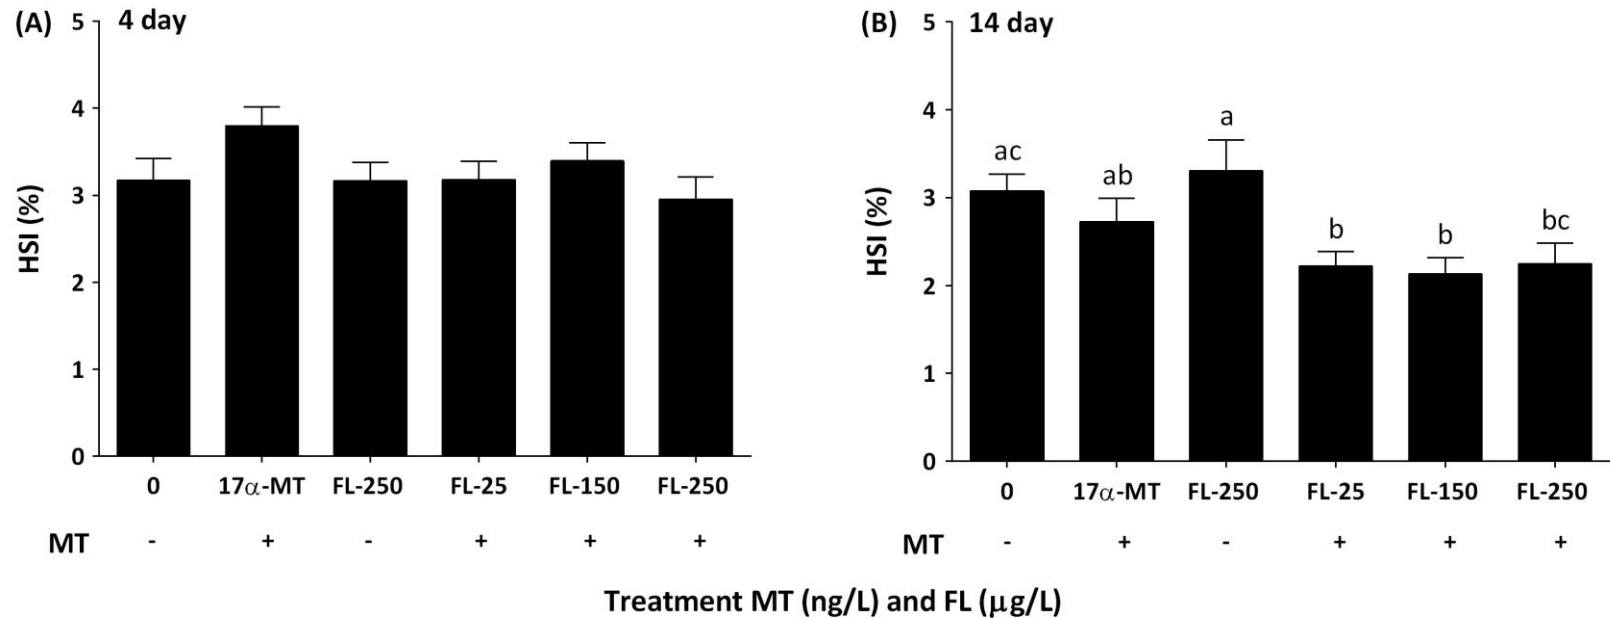 (A) 4 day
5
4
3
2
1
0
HSI (%)
0 17α-MT FL-250 FL-25 FL-150 FL-250
MT - + - + + +
(B) 14 day
5
4
3
2
1
0
HSI (%)
ac ab a b b bc
0 17α-MT FL-250 FL-25 FL-150 FL-250
MT - + - + + +
Treatment MT (ng/L) and FL (μg/L)